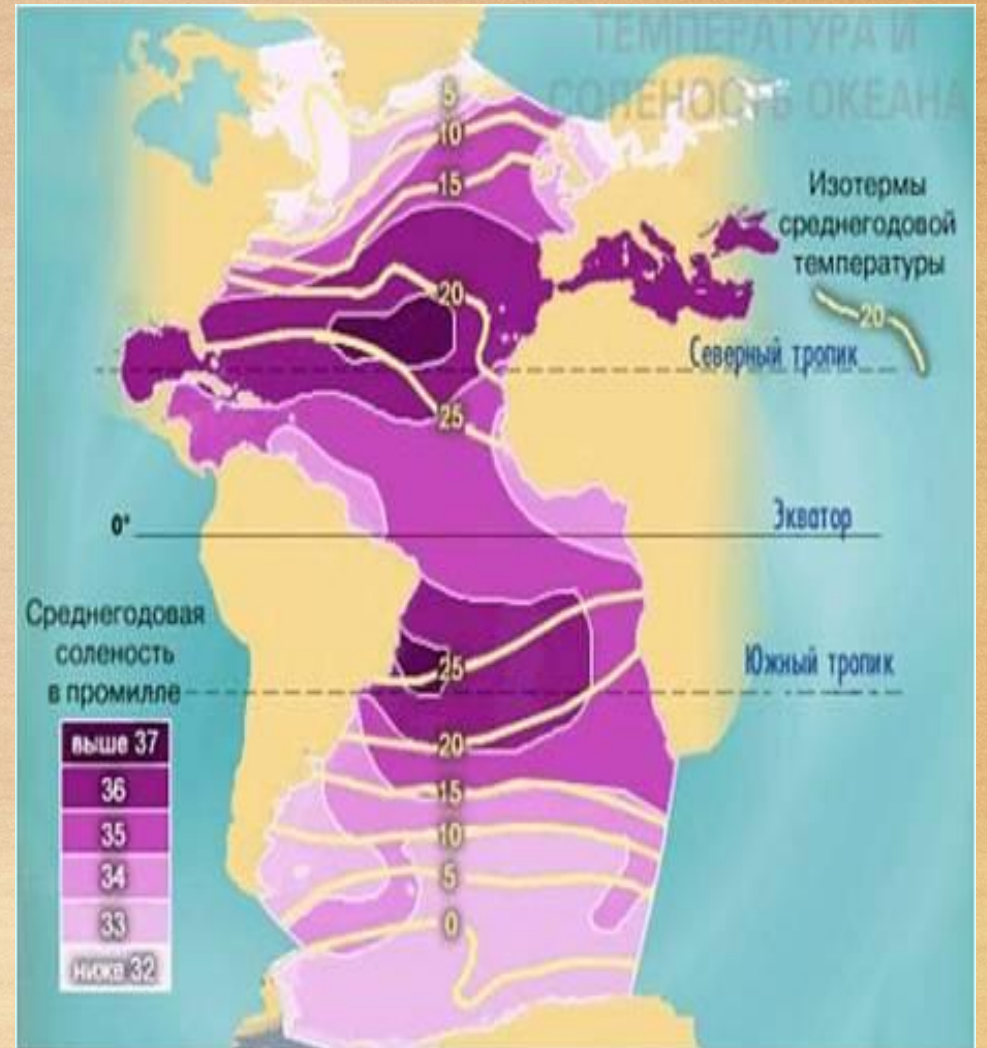 ТЕМПЕРАТУРА И
СОЛЕНОСТЬ ОКЕАНА
5
10
15
20
25
Изотермы
среднегодовой
температуры
20
Северный тропик
0°
Экватор
Среднегодовая
соленость
в промилле
Южный тропик
25
20
15
10
5
0
выше 37
36
35
34
33
ниже 32